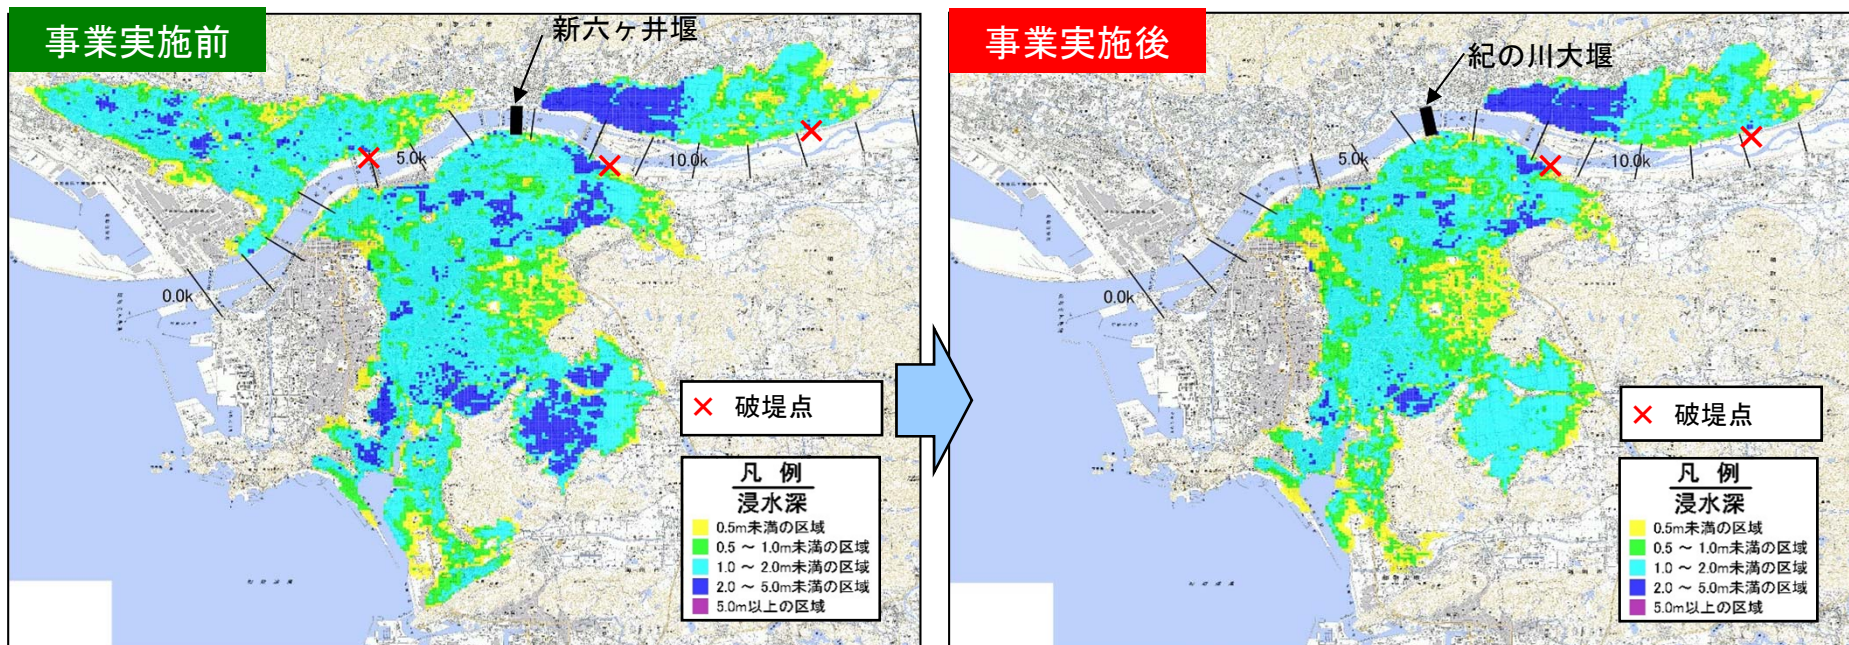 事業実施前
新六ヶ井堰
5.0k
10.0k
0.0k
破堤点
凡 例
浸水深
0.5m未満の区域
0.5 ～ 1.0m未満の区域
1.0 ～ 2.0m未満の区域
2.0 ～ 5.0m未満の区域
5.0m以上の区域
事業実施後
紀の川大堰
5.0k
10.0k
0.0k
破堤点
凡 例
浸水深
0.5m未満の区域
0.5 ～ 1.0m未満の区域
1.0 ～ 2.0m未満の区域
2.0 ～ 5.0m未満の区域
5.0m以上の区域